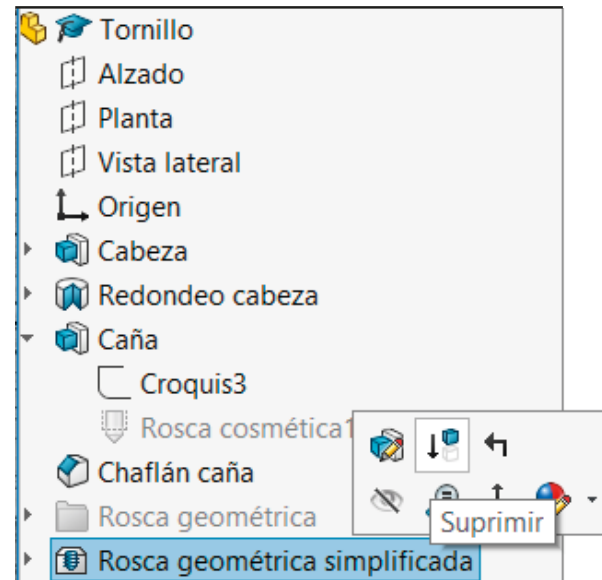 Tornillo
Alzado
Planta
Vista lateral
Origen
Cabeza
Redondeo cabeza
Caña
Croquis3
Rosca cosmética1
Chaflán caña
Rosca geométrica
Suprimir
Rosca geométrica simplificada